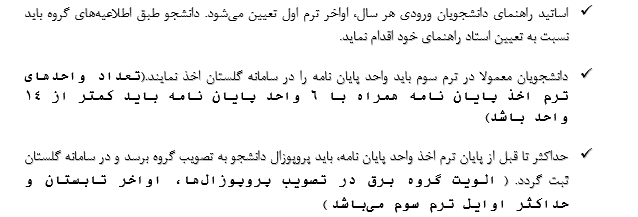 ✓ اساتید راهنمای دانشجویان ورودی هر سال، اواخر ترم اول تعیین می‌شود. دانشجو طبق اطلاعیه‌های گروه باید
نسبت به تعیین استاد راهنمای خود اقدام نماید.
✓ دانشجویان معمولا در ترم سوم باید واحد پایان نامه را در سامانه گلستان اخذ نمایند.(تعداد واحدهای
ترم اخذ پایان نامه همراه با ۶ واحد پایان نامه باید کمتر از ۱۴
واحد باشد)
✓ حداکثر تا قبل از پایان ترم اخذ واحد پایان نامه، باید پروپوزال دانشجو به تصویب گروه برسد و در سامانه گلستان
ثبت گردد. ( الویت گروه برق در تصویب پروپوزال‌ها، اواخر تابستان و
حداکثر اوایل ترم سوم می‌باشد)